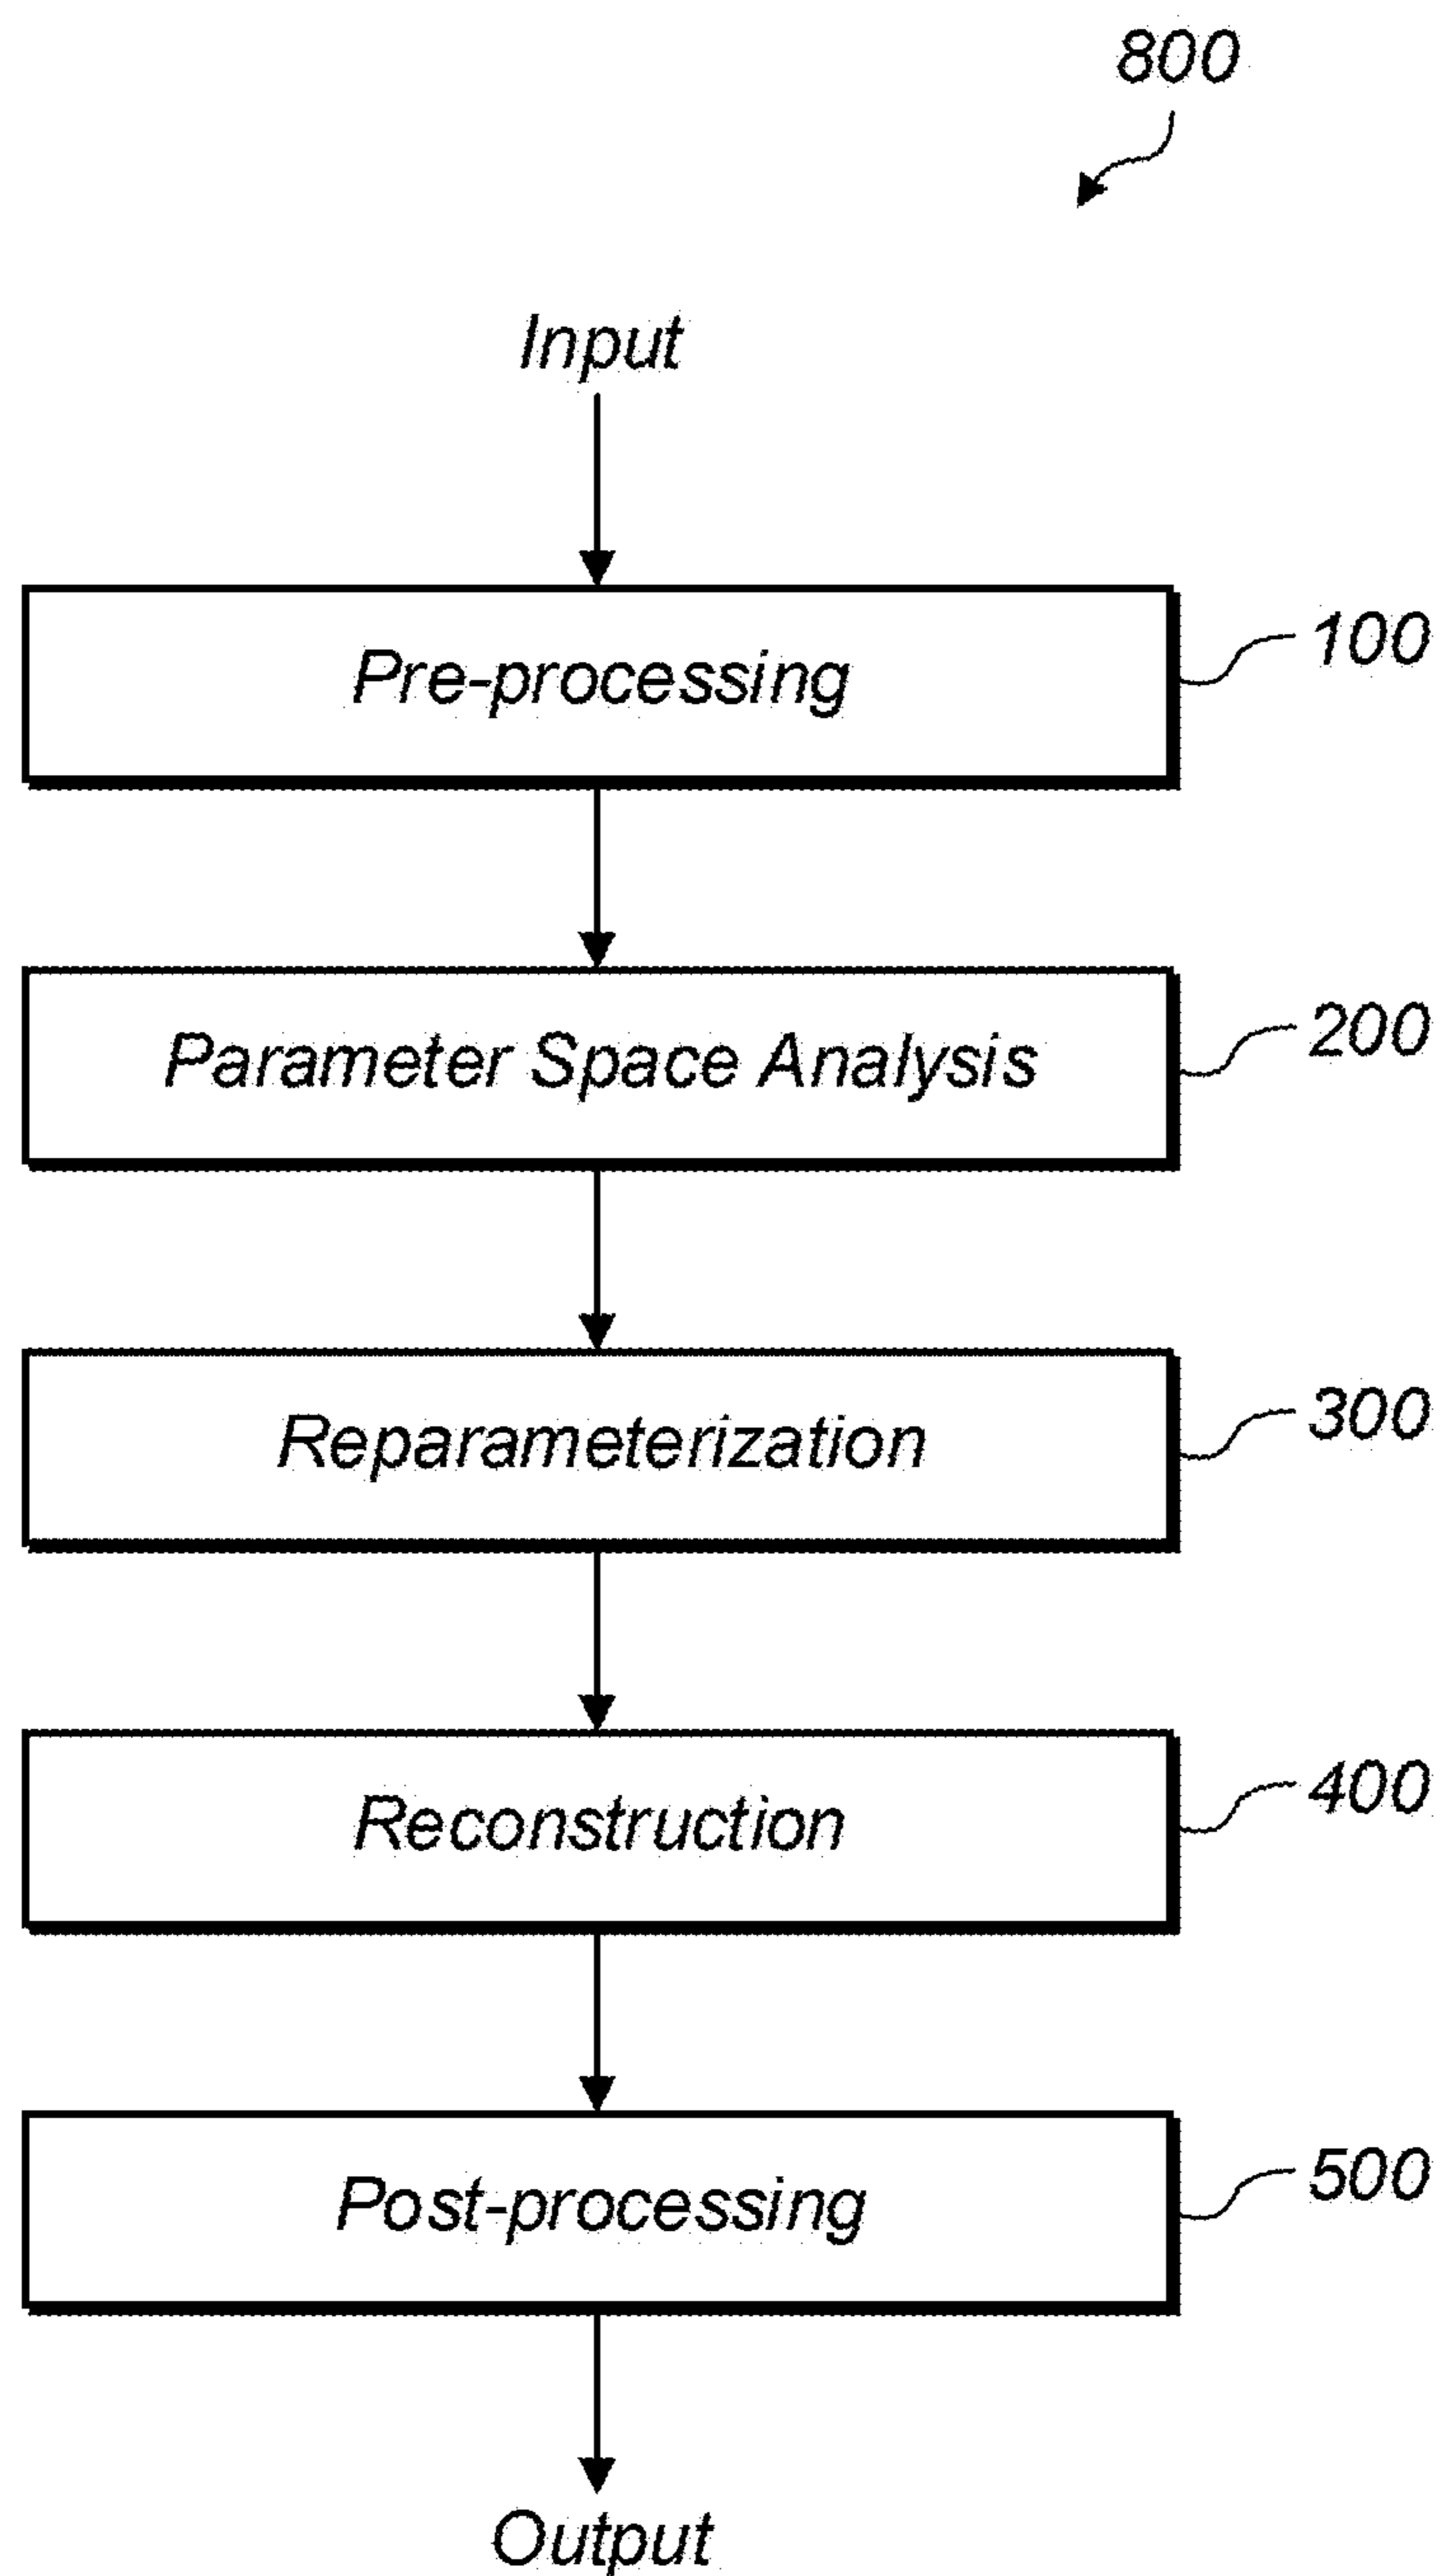 800
Input
Pre-processing
100
Parameter Space Analysis
200
Reparameterization
300
Reconstruction
400
Post-processing
500
Output